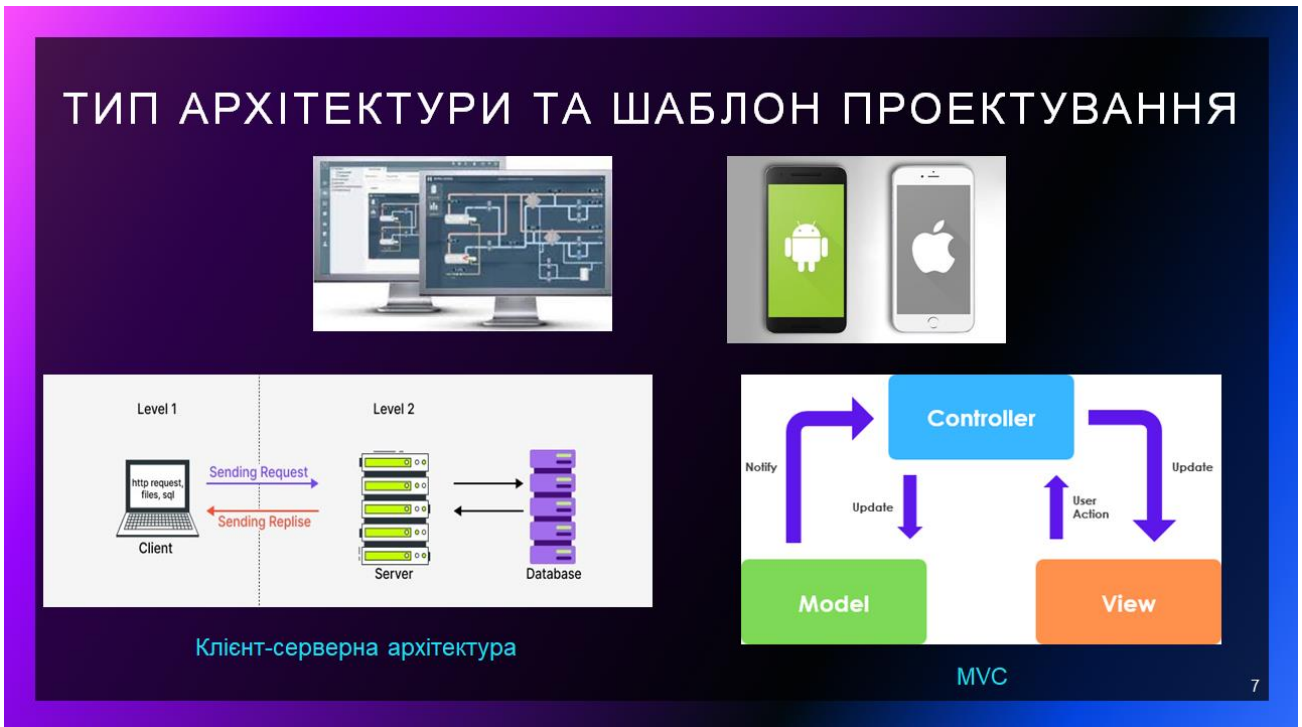 ТИП АРХІТЕКТУРИ ТА ШАБЛОН ПРОЕКТУВАННЯ
Level 1
Level 2
http request,
files, sql
Sending Request
Sending Replise
Client
Server
Database
Клієнт-серверна архітектура
Controller
Notify
Update
User
Action
Update
Model
View
MVC
7